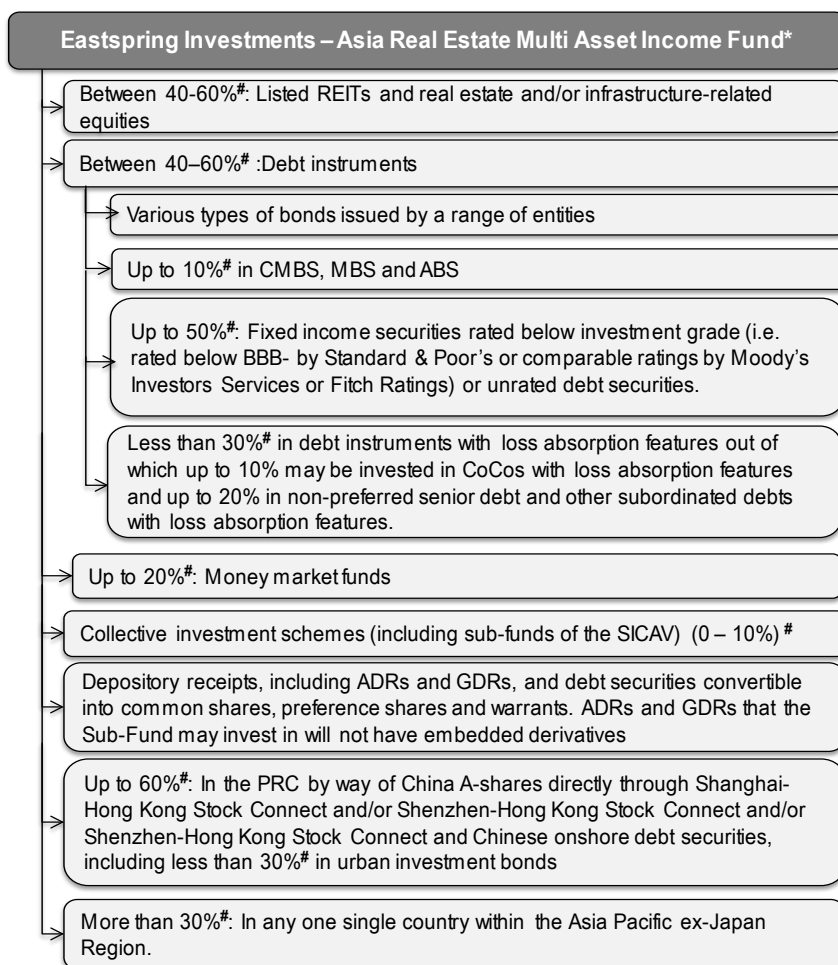 Eastspring Investments – Asia Real Estate Multi Asset Income Fund*
Between 40-60%#: Listed REITs and real estate and/or infrastructure-related
equities
Between 40–60%# :Debt instruments
Various types of bonds issued by a range of entities
Up to 10%# in CMBS, MBS and ABS
Up to 50%#: Fixed income securities rated below investment grade (i.e.
rated below BBB- by Standard & Poor's or comparable ratings by Moody's
Investors Services or Fitch Ratings) or unrated debt securities.
Less than 30%# in debt instruments with loss absorption features out of
which up to 10% may be invested in CoCos with loss absorption features
and up to 20% in non-preferred senior debt and other subordinated debts
with loss absorption features.
Up to 20%#: Money market funds
Collective investment schemes (including sub-funds of the SICAV) (0 – 10%) #
Depository receipts, including ADRs and GDRs, and debt securities convertible
into common shares, preference shares and warrants. ADRs and GDRs that the
Sub-Fund may invest in will not have embedded derivatives
Up to 60%#: In the PRC by way of China A-shares directly through Shanghai-
Hong Kong Stock Connect and/or Shenzhen-Hong Kong Stock Connect and/or
Shenzhen-Hong Kong Stock Connect and Chinese onshore debt securities,
including less than 30%# in urban investment bonds
More than 30%#: In any one single country within the Asia Pacific ex-Japan
Region.